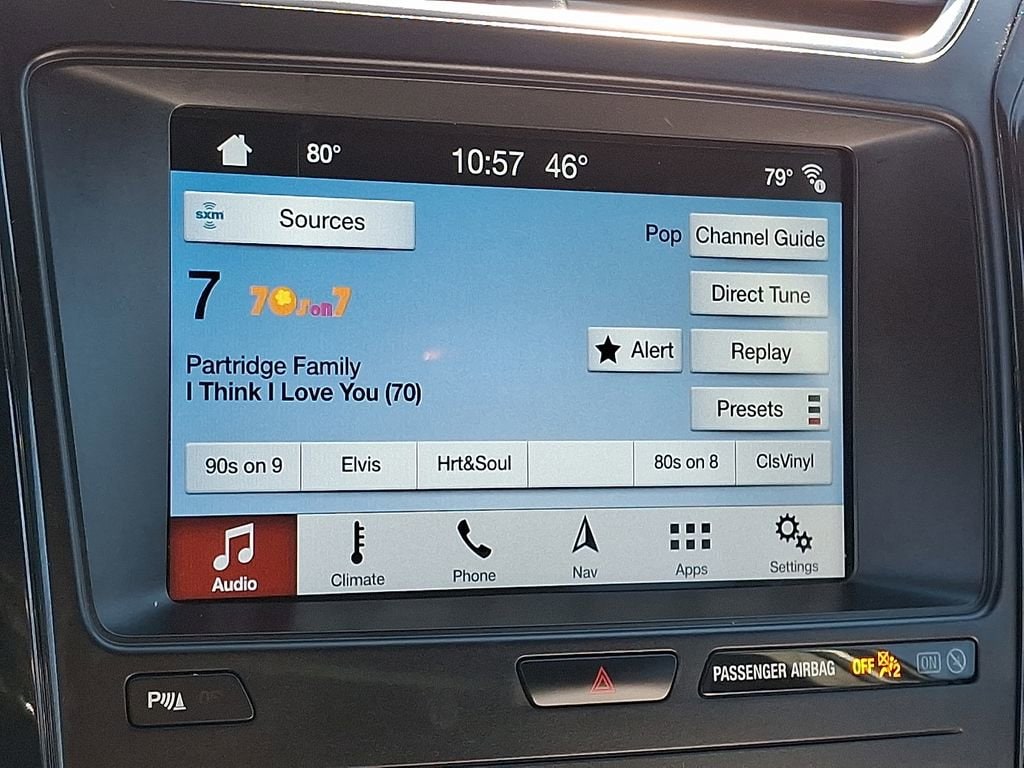 80° 10:57 46° 79°
sxm Sources
Pop Channel Guide
7 70s on 7
Direct Tune
Alert Replay
Partridge Family
I Think I Love You (70)
Presets
90s on 9 Elvis Hrt&Soul 80s on 8 ClsVinyl
Audio Climate Phone Nav Apps Settings
P OFF
PASSENGER AIRBAG OFF 2 ON